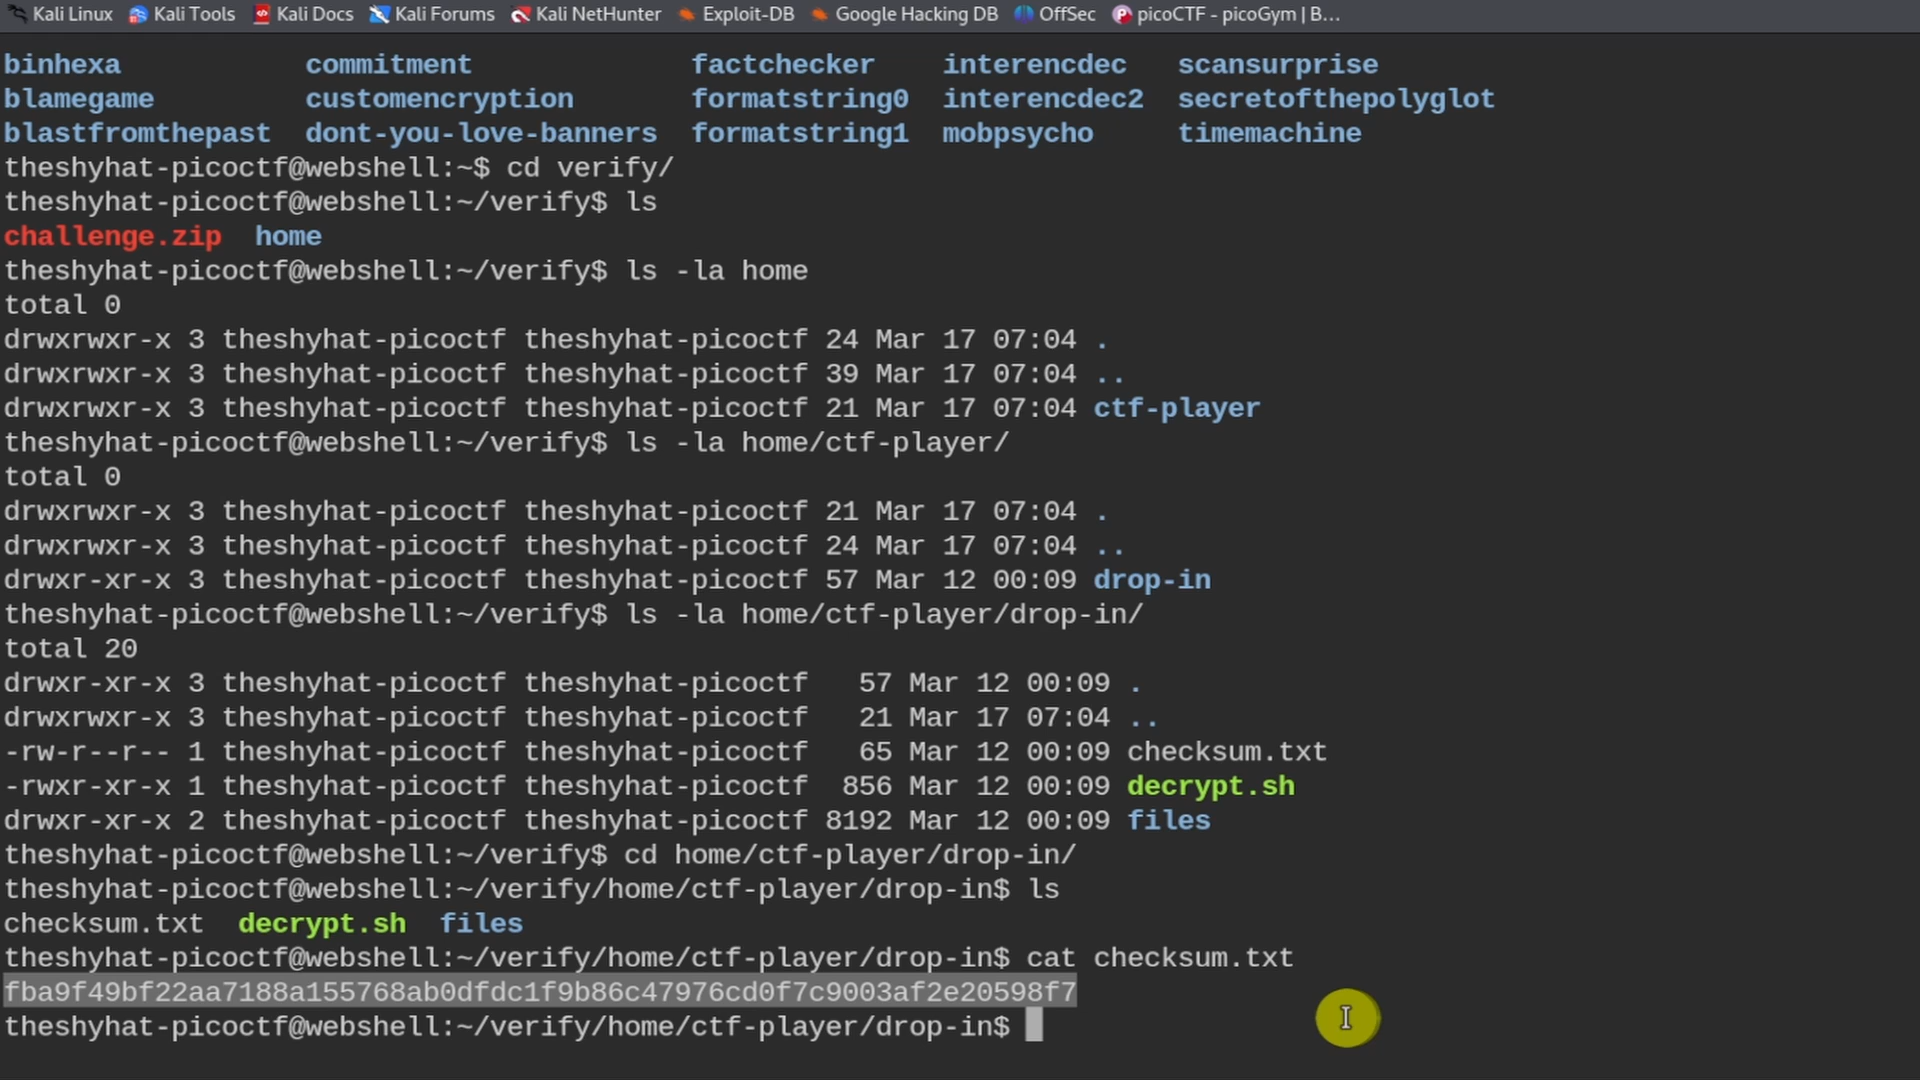 Kali Linux Kali Tools Kali Docs Kali Forums Kali NetHunter Exploit-DB Google Hacking DB OffSec picoCTF - picoGym | B...
binhexa commitment factchecker interencdec scansurprise
blamegame customencryption formatstring0 interencdec2 secretofthepolyglot
blastfromthepast dont-you-love-banners formatstring1 mobpsycho timemachine
theshyhat-picoctf@webshell:~$ cd verify/
theshyhat-picoctf@webshell:~/verify$ ls
challenge.zip home
theshyhat-picoctf@webshell:~/verify$ ls -la home
total 0
drwxrwxr-x 3 theshyhat-picoctf theshyhat-picoctf 24 Mar 17 07:04 .
drwxrwxr-x 3 theshyhat-picoctf theshyhat-picoctf 39 Mar 17 07:04 ..
drwxrwxr-x 3 theshyhat-picoctf theshyhat-picoctf 21 Mar 17 07:04 ctf-player
theshyhat-picoctf@webshell:~/verify$ ls -la home/ctf-player/
total 0
drwxrwxr-x 3 theshyhat-picoctf theshyhat-picoctf 21 Mar 17 07:04 .
drwxrwxr-x 3 theshyhat-picoctf theshyhat-picoctf 24 Mar 17 07:04 ..
drwxr-xr-x 3 theshyhat-picoctf theshyhat-picoctf 57 Mar 12 00:09 drop-in
theshyhat-picoctf@webshell:~/verify$ ls -la home/ctf-player/drop-in/
total 20
drwxr-xr-x 3 theshyhat-picoctf theshyhat-picoctf 57 Mar 12 00:09 .
drwxrwxr-x 3 theshyhat-picoctf theshyhat-picoctf 21 Mar 17 07:04 ..
-rw-r--r-- 1 theshyhat-picoctf theshyhat-picoctf 65 Mar 12 00:09 checksum.txt
-rwxr-xr-x 1 theshyhat-picoctf theshyhat-picoctf 856 Mar 12 00:09 decrypt.sh
drwxr-xr-x 2 theshyhat-picoctf theshyhat-picoctf 8192 Mar 12 00:09 files
theshyhat-picoctf@webshell:~/verify$ cd home/ctf-player/drop-in/
theshyhat-picoctf@webshell:~/verify/home/ctf-player/drop-in$ ls
checksum.txt decrypt.sh files
theshyhat-picoctf@webshell:~/verify/home/ctf-player/drop-in$ cat checksum.txt
fba9f49bf22aa7188a155768ab0dfdc1f9b86c47976cd0f7c9003af2e20598f7
theshyhat-picoctf@webshell:~/verify/home/ctf-player/drop-in$